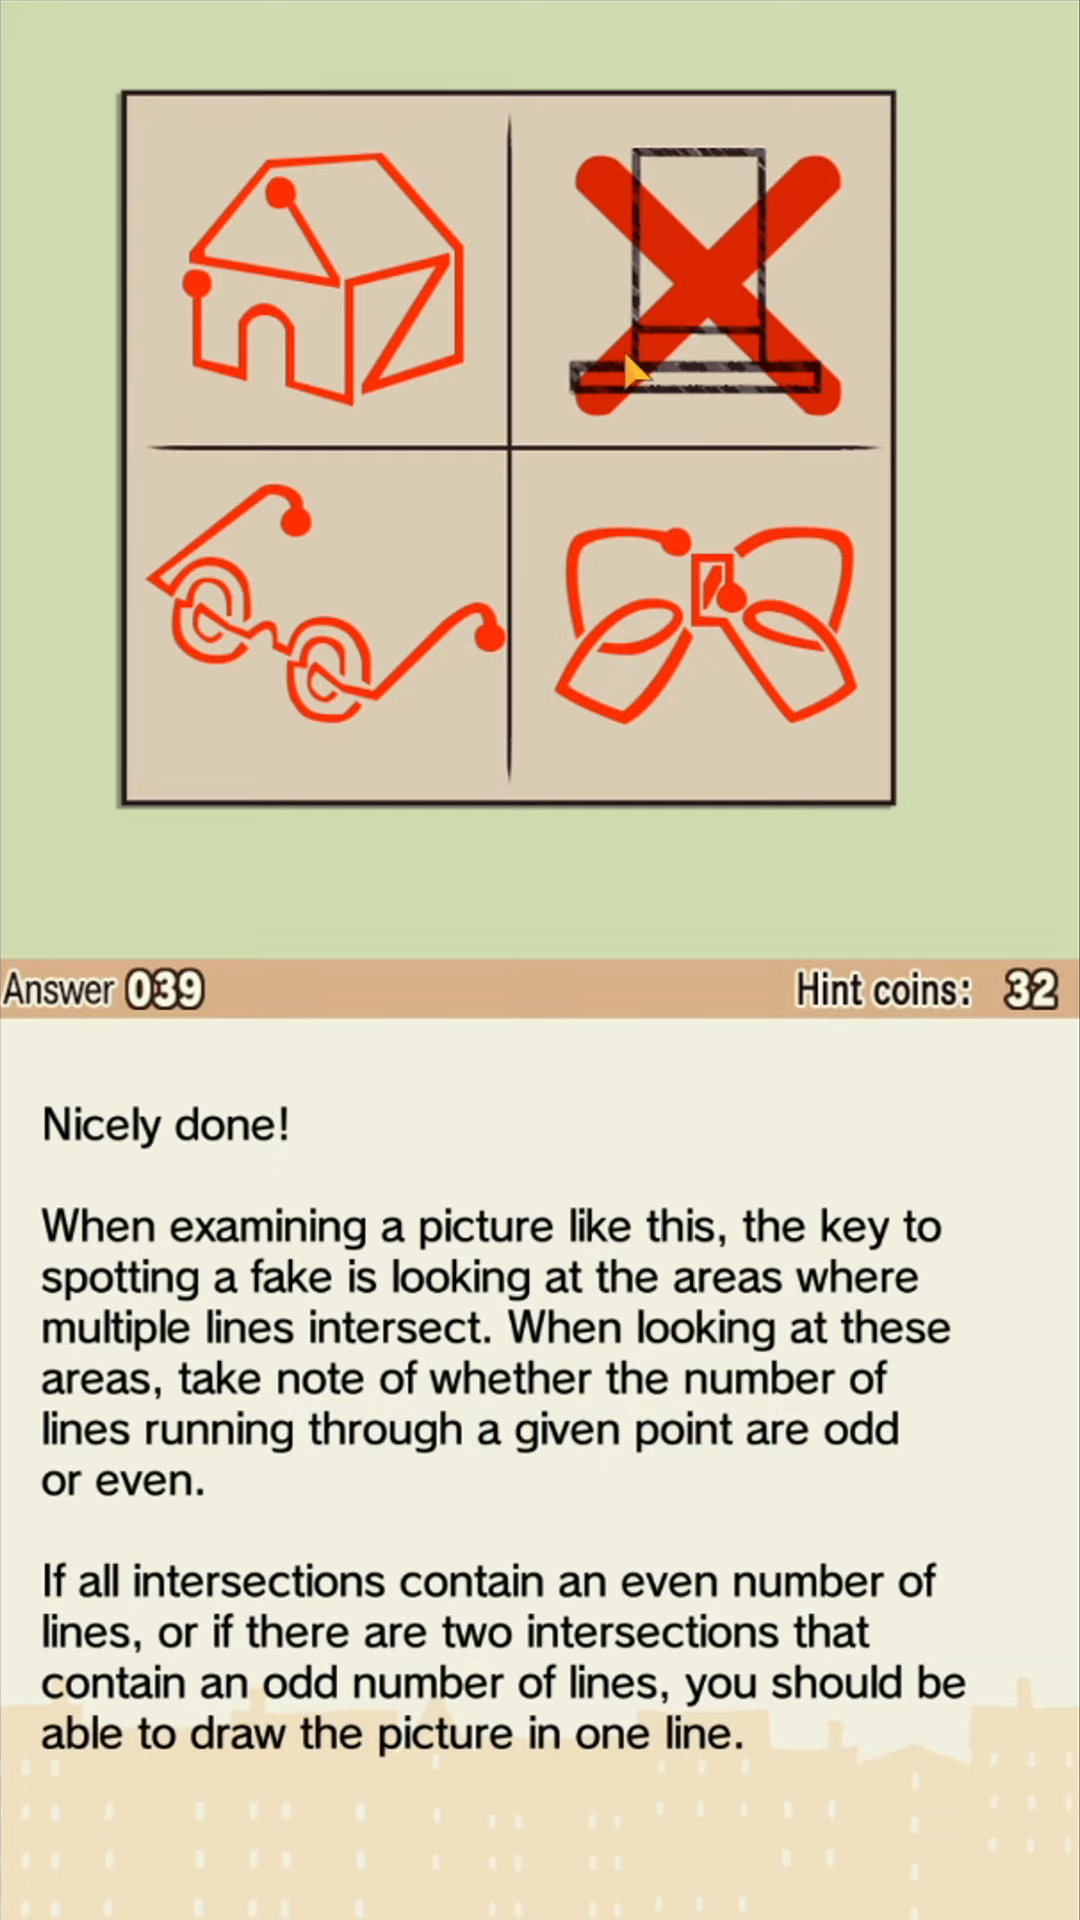 Answer 039
Hint coins: 32
Nicely done!
When examining a picture like this, the key to
spotting a fake is looking at the areas where
multiple lines intersect. When looking at these
areas, take note of whether the number of
lines running through a given point are odd
or even.
If all intersections contain an even number of
lines, or if there are two intersections that
contain an odd number of lines, you should be
able to draw the picture in one line.